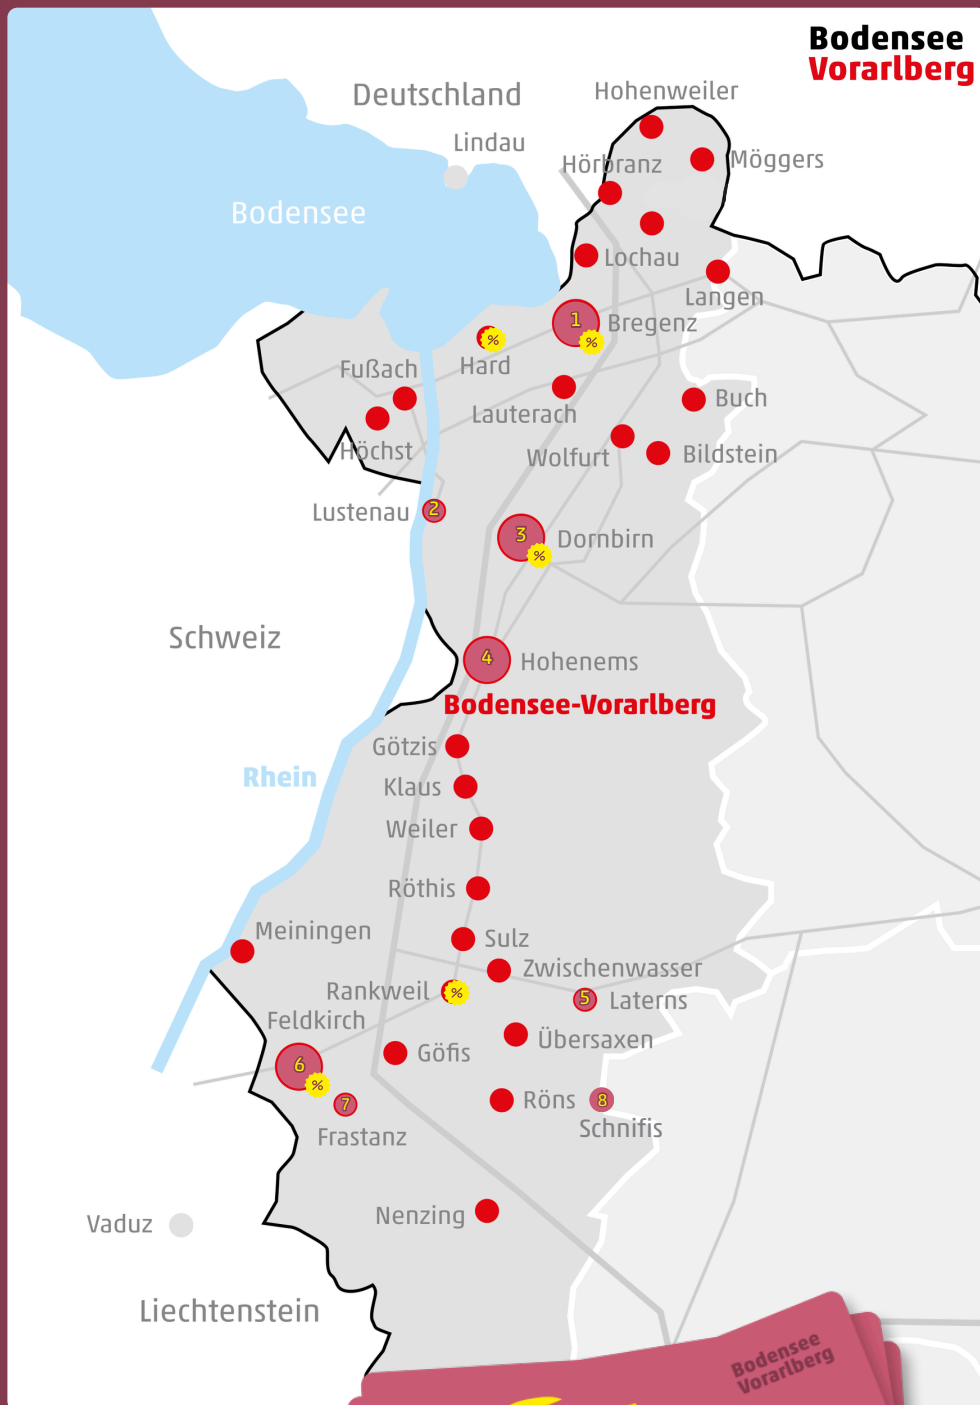 Bodensee
Vorarlberg
Deutschland
Hohenweiler
Lindau
Hörbranz
Möggers
Bodensee
Lochau
Langen
1
Bregenz
%
%
Hard
Fußach
Lauterach
Buch
Höchst
Wolfurt
Bildstein
Lustenau
2
3
Dornbirn
%
Schweiz
4
Hohenems
Bodensee-Vorarlberg
Götzis
Rhein
Klaus
Weiler
Röthis
Meiningen
Sulz
Zwischenwasser
Rankweil
%
5
Laterns
Feldkirch
Übersaxen
Göfis
6
%
7
Röns
8
Schnifis
Frastanz
Nenzing
Vaduz
Liechtenstein
Bodensee
Vorarlberg